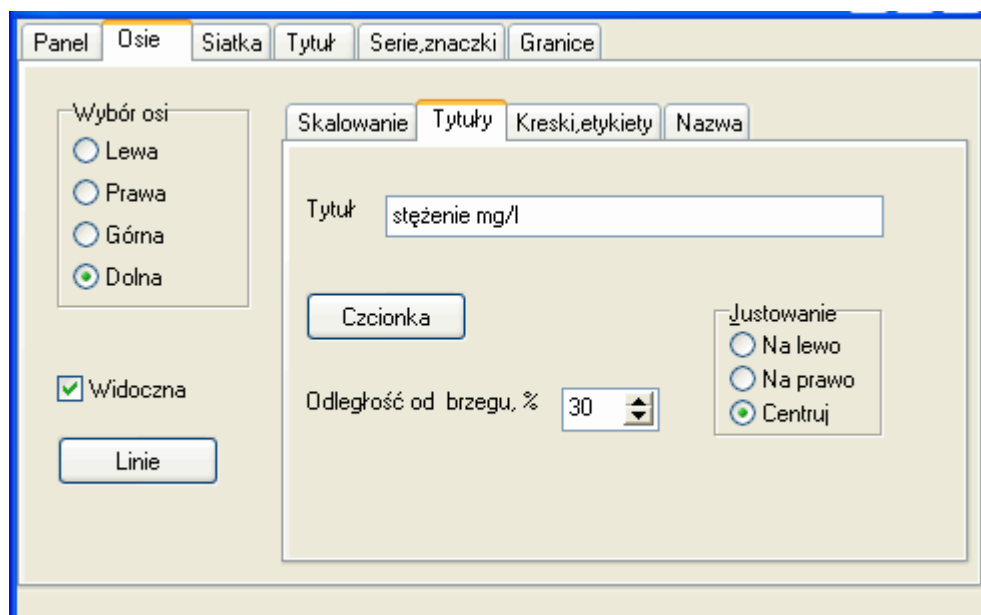 Panel Osie Siatka Tytuł Serie,znaczki Granice
Wybór osi
Lewa
Prawa
Górna
Dolna
Widoczna
Linie
Skalowanie Tytuły Kreski,etykiety Nazwa
Tytuł stężenie mg/l
Czcionka
Odległość od brzegu, % 30
Justowanie
Na lewo
Na prawo
Centruj